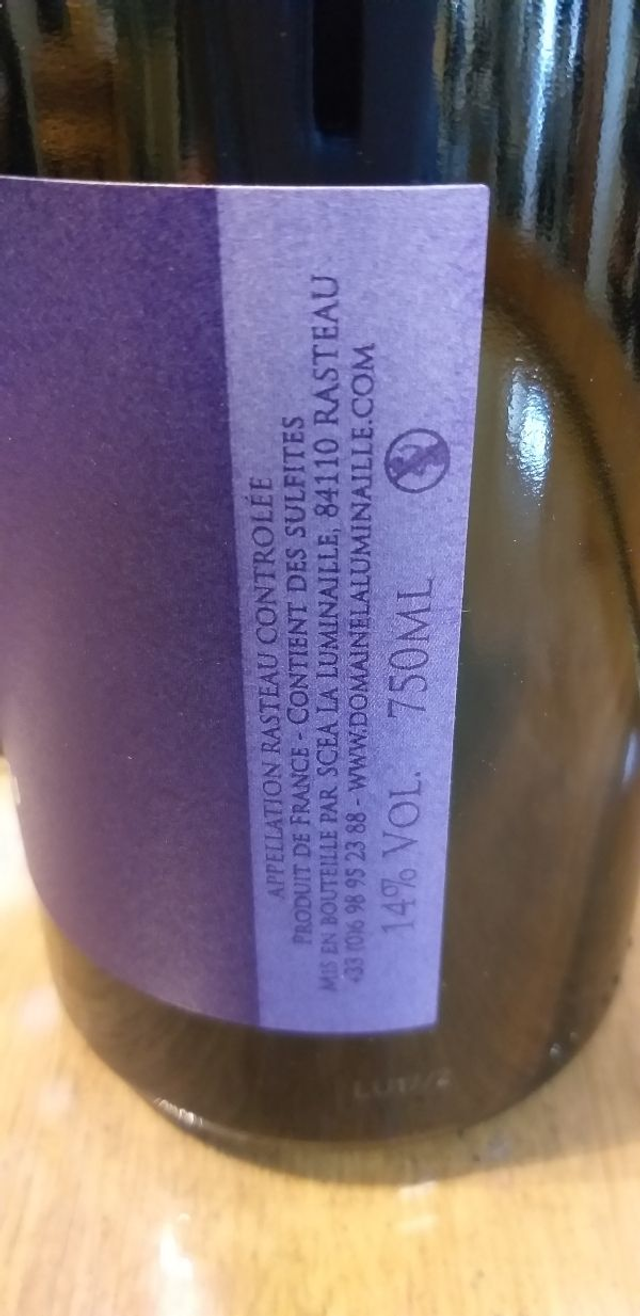 APPELLATION RASTEAU CONTROLÉE
PRODUIT DE FRANCE - CONTIENT DES SULFITES
MIS EN BOUTEILLE PAR SCEA LA LUMINAILLE, 84110 RASTEAU
+33 (0)6 98 95 23 88 - WWW.DOMAINELALUMINAILLE.COM
14% VOL. 750ML